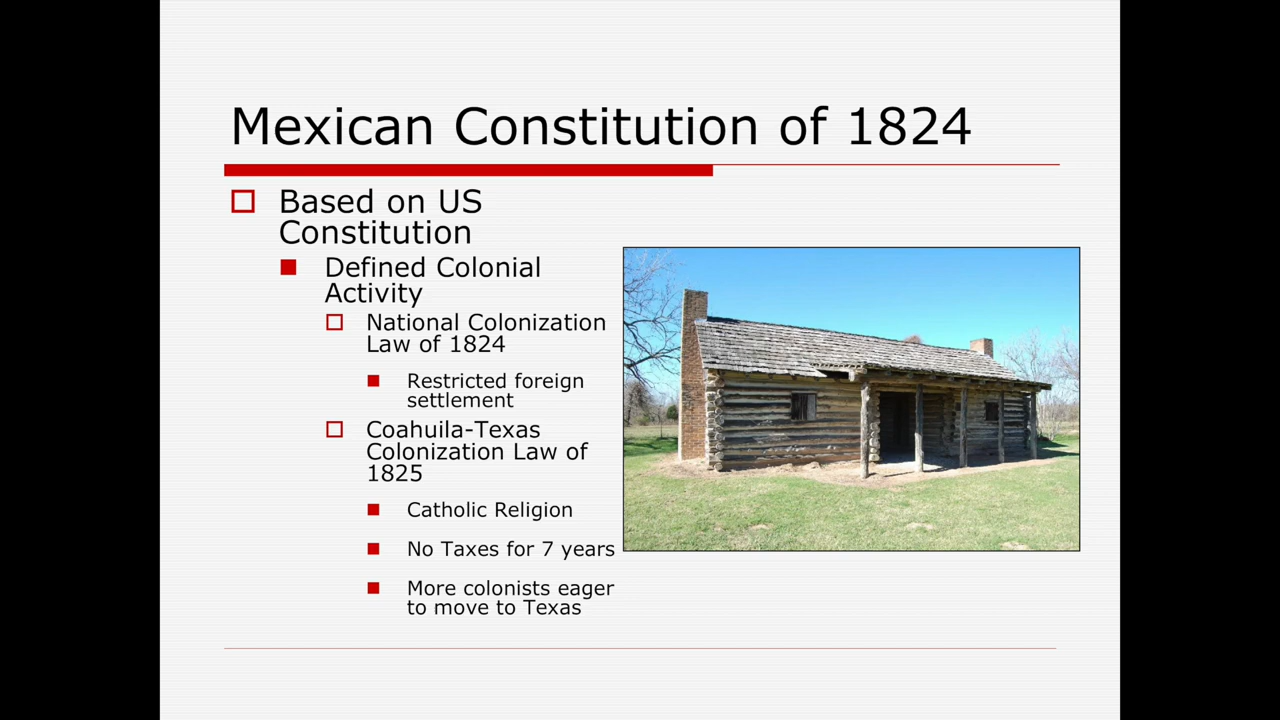 Mexican Constitution of 1824
Based on US
Constitution
Defined Colonial
Activity
National Colonization
Law of 1824
Restricted foreign
settlement
Coahuila-Texas
Colonization Law of
1825
Catholic Religion
No Taxes for 7 years
More colonists eager
to move to Texas